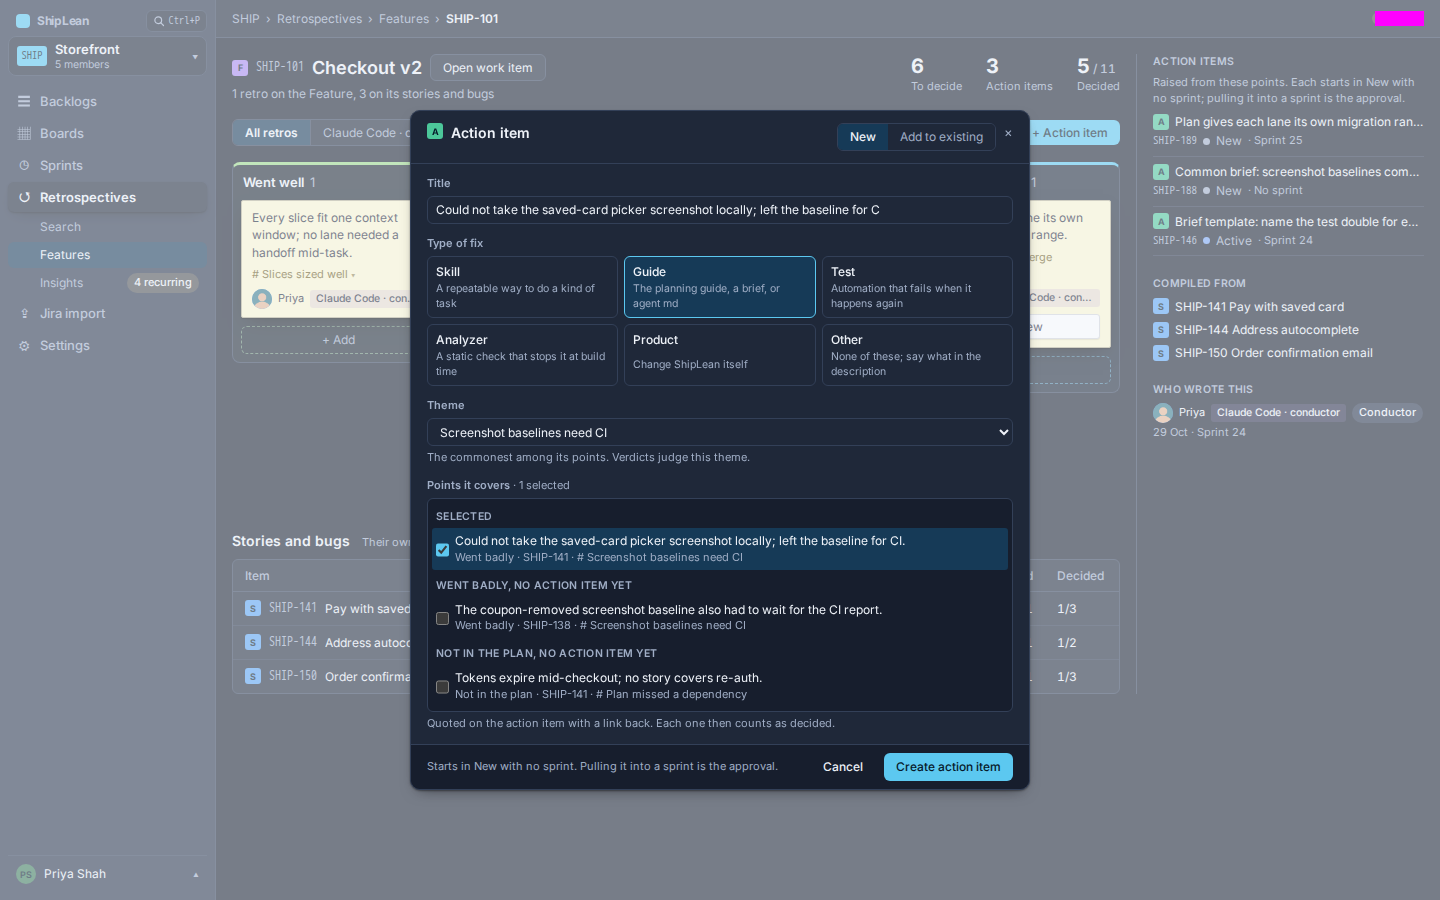 ShipLean
Ctrl+P
SHIP
Storefront
5 members
Backlogs
Boards
Sprints
Retrospectives
Search
Features
Insights
4 recurring
Jira import
Settings
PS
Priya Shah
SHIP › Retrospectives › Features › SHIP-101
F
SHIP-101
Checkout v2
Open work item
1 retro on the Feature, 3 on its stories and bugs
6
To decide
3
Action items
5 / 11
Decided
All retros
Claude Code ·
+ Action item
Went well 1
Every slice fit one context
window; no lane needed a
handoff mid-task.
# Slices sized well
Priya
Claude Code · con...
+ Add
1
its own
range.
Code · con...
Stories and bugs
Their own
Item
Decided
S SHIP-141 Pay with saved
1/3
S SHIP-144 Address
1/2
S SHIP-150 Order
1/3
A
Action item
New
Add to existing
×
Title
Could not take the saved-card picker screenshot locally; left the baseline for C
Type of fix
Skill
A repeatable way to do a kind of
task
Guide
The planning guide, a brief, or
agent md
Test
Automation that fails when it
happens again
Analyzer
A static check that stops it at build
time
Product
Change ShipLean itself
Other
None of these; say what in the
description
Theme
Screenshot baselines need CI
The commonest among its points. Verdicts judge this theme.
Points it covers · 1 selected
SELECTED
Could not take the saved-card picker screenshot locally; left the baseline for CI.
Went badly · SHIP-141 · # Screenshot baselines need CI
WENT BADLY, NO ACTION ITEM YET
The coupon-removed screenshot baseline also had to wait for the CI report.
Went badly · SHIP-138 · # Screenshot baselines need CI
NOT IN THE PLAN, NO ACTION ITEM YET
Tokens expire mid-checkout; no story covers re-auth.
Not in the plan · SHIP-141 · # Plan missed a dependency
Quoted on the action item with a link back. Each one then counts as decided.
Starts in New with no sprint. Pulling it into a sprint is the approval.
Cancel
Create action item
ACTION ITEMS
Raised from these points. Each starts in New with
no sprint; pulling it into a sprint is the approval.
A Plan gives each lane its own migration ran...
SHIP-189 New · Sprint 25
A Common brief: screenshot baselines com...
SHIP-188 New · No sprint
A Brief template: name the test double for e...
SHIP-146 Active · Sprint 24
COMPILED FROM
S SHIP-141 Pay with saved card
S SHIP-144 Address autocomplete
S SHIP-150 Order confirmation email
WHO WROTE THIS
Priya Claude Code · conductor Conductor
29 Oct · Sprint 24